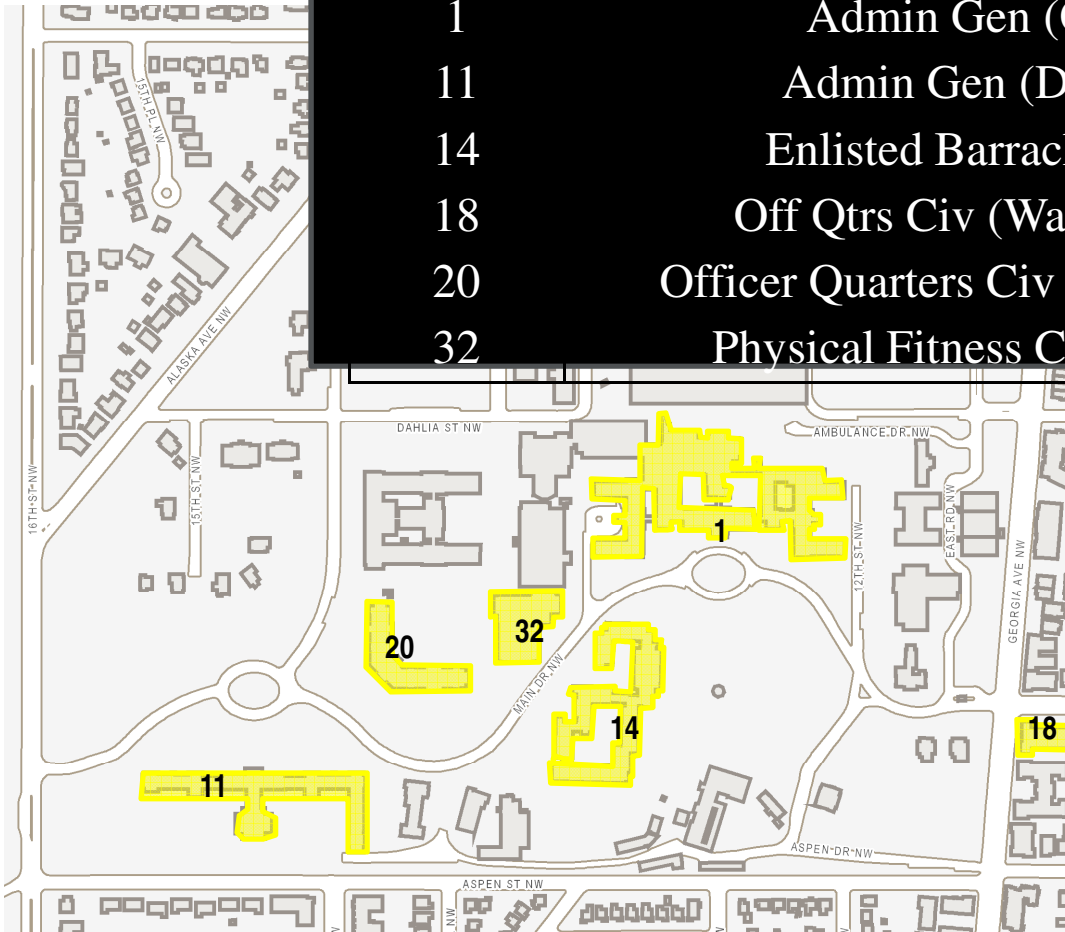 1 Admin Gen (
11 Admin Gen (D
14 Enlisted Barrac
18 Off Qtrs Civ (Wa
20 Officer Quarters Civ
32 Physical Fitness C
15TH PL NW
ALASKA AVE NW
DAHLIA ST NW
AMBULANCE DR NW
16TH ST NW
15TH ST NW
1
12TH ST NW
EAST RD NW
GEORGIA AVE NW
20
32
MAIN DR NW
14
18
11
ASPEN DR NW
ASPEN ST NW
NW